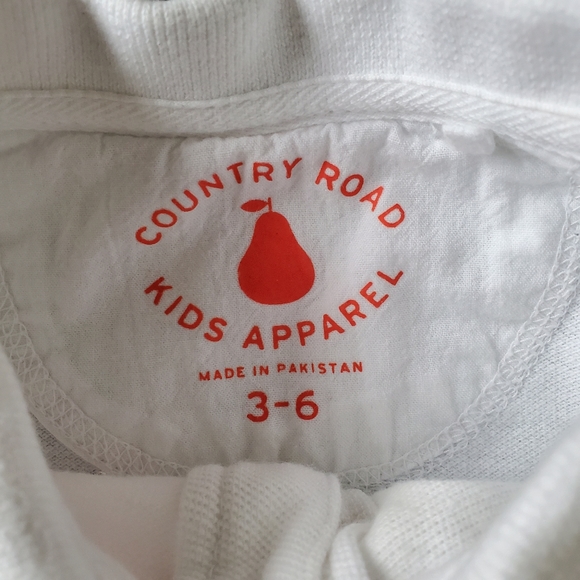 COUNTRY ROAD
KIDS APPAREL
MADE IN PAKISTAN
3-6